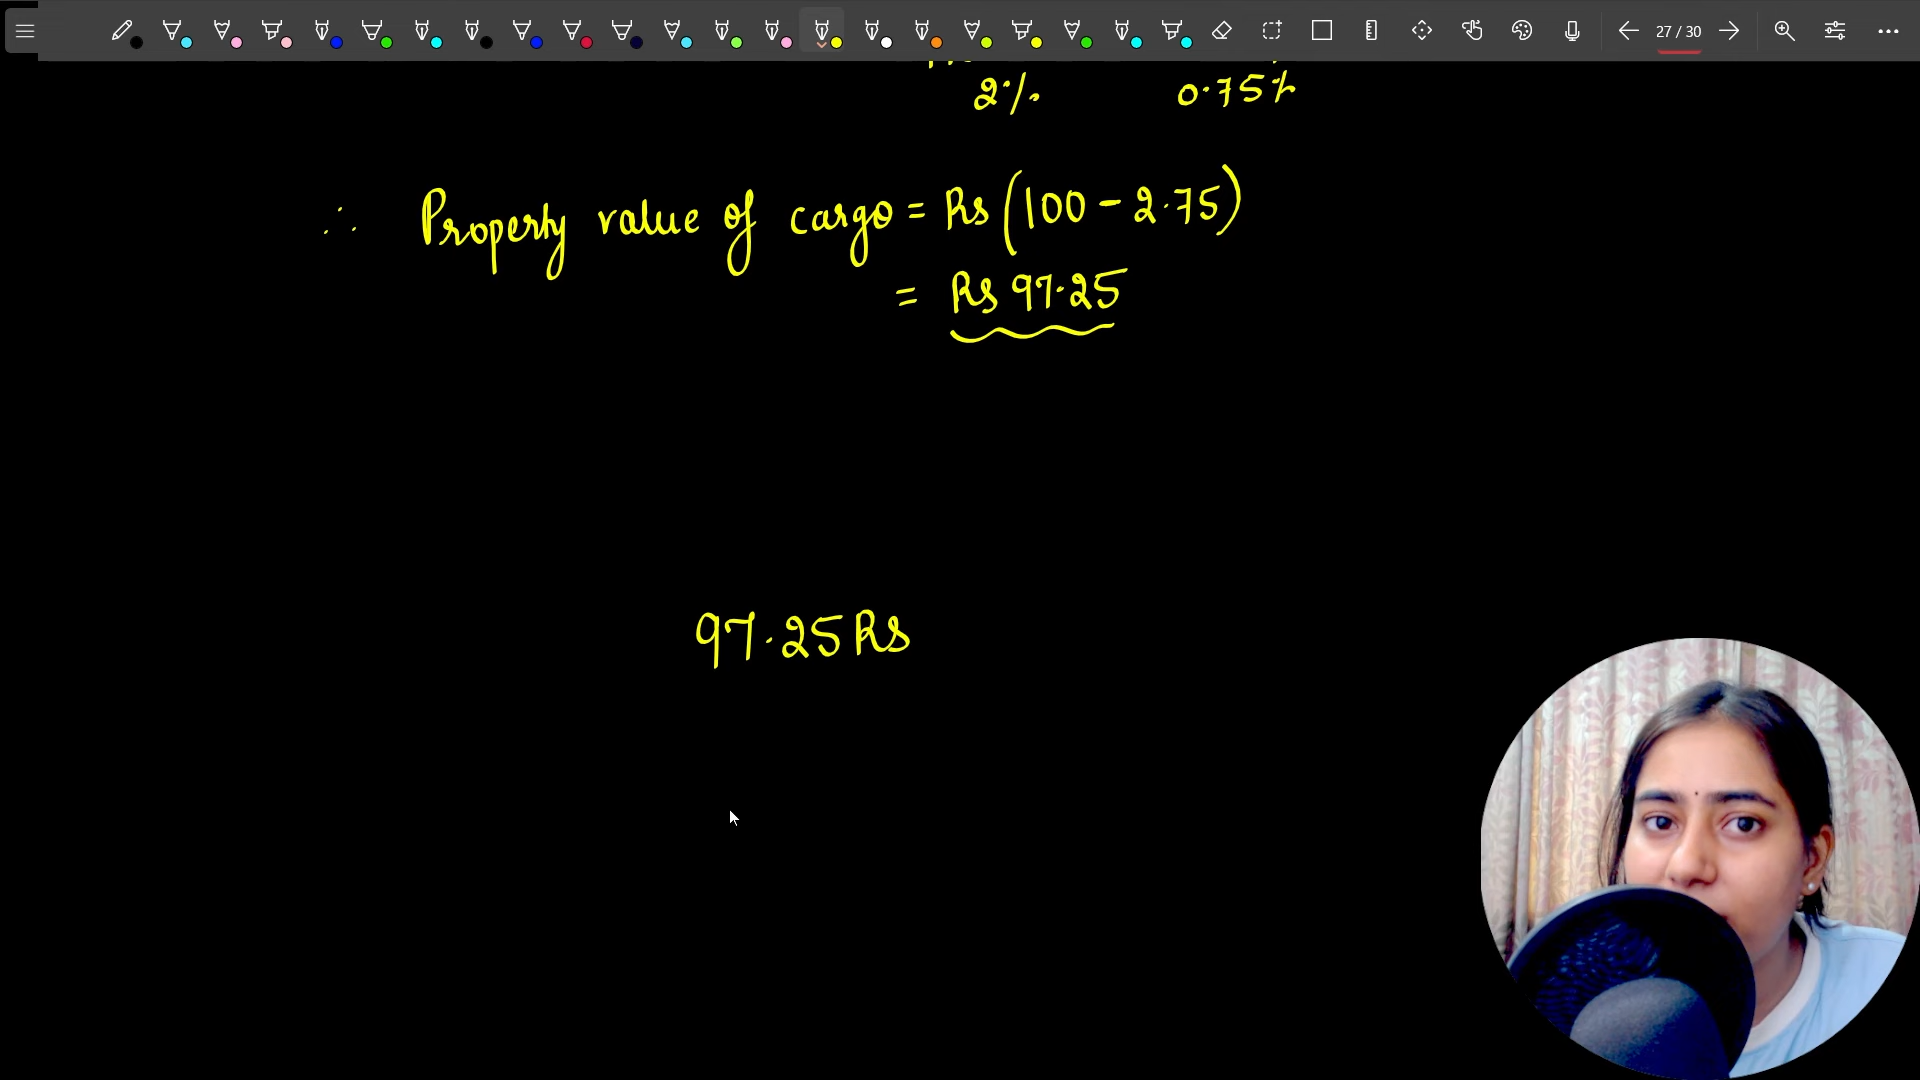 27 / 30
2% 0.75%
∴ Property value of cargo = Rs (100 - 2.75)
= Rs 97.25
97.25 Rs